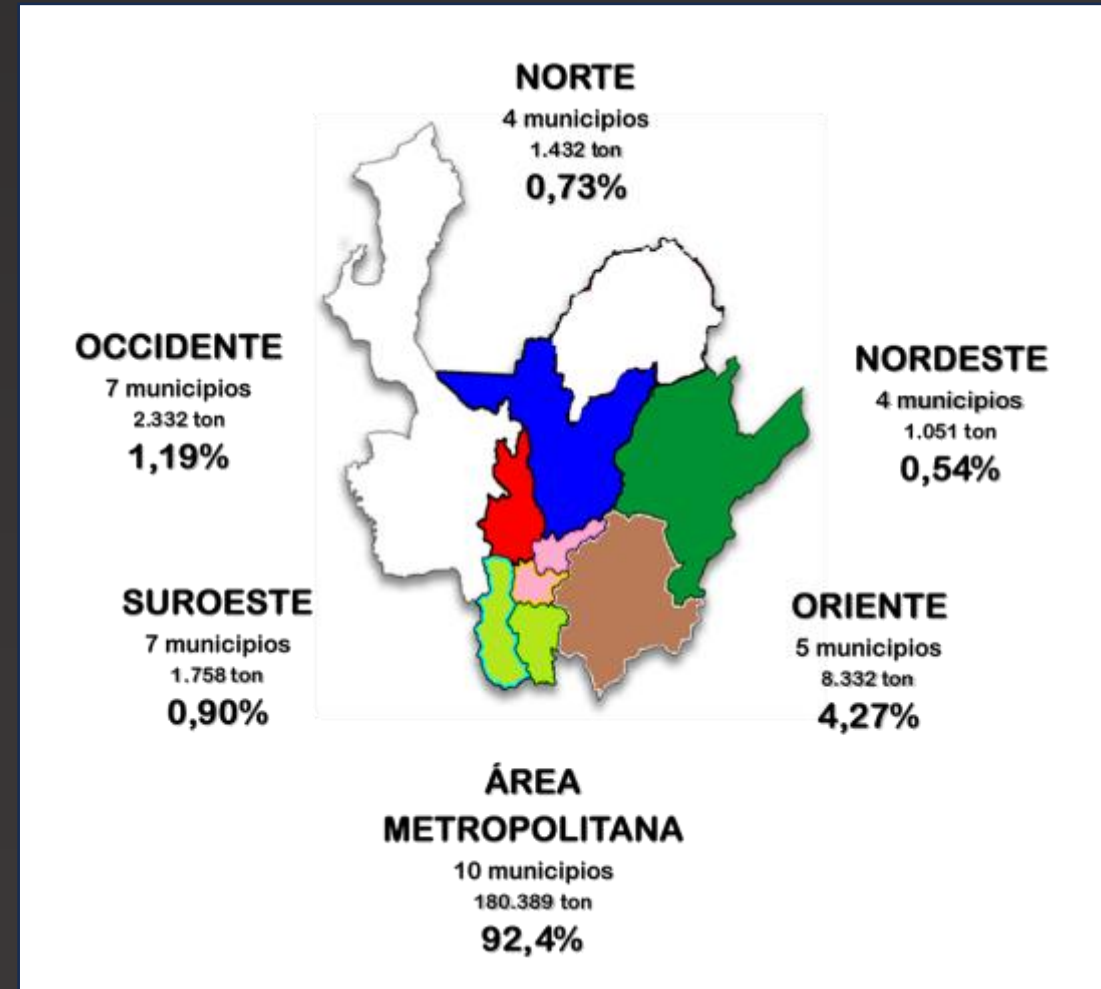 NORTE
4 municipios
1.432 ton
0,73%
OCCIDENTE
7 municipios
2.332 ton
1,19%
NORDESTE
4 municipios
1.051 ton
0,54%
SUROESTE
7 municipios
1.758 ton
0,90%
ORIENTE
5 municipios
8.332 ton
4,27%
ÁREA
METROPOLITANA
10 municipios
180.389 ton
92,4%